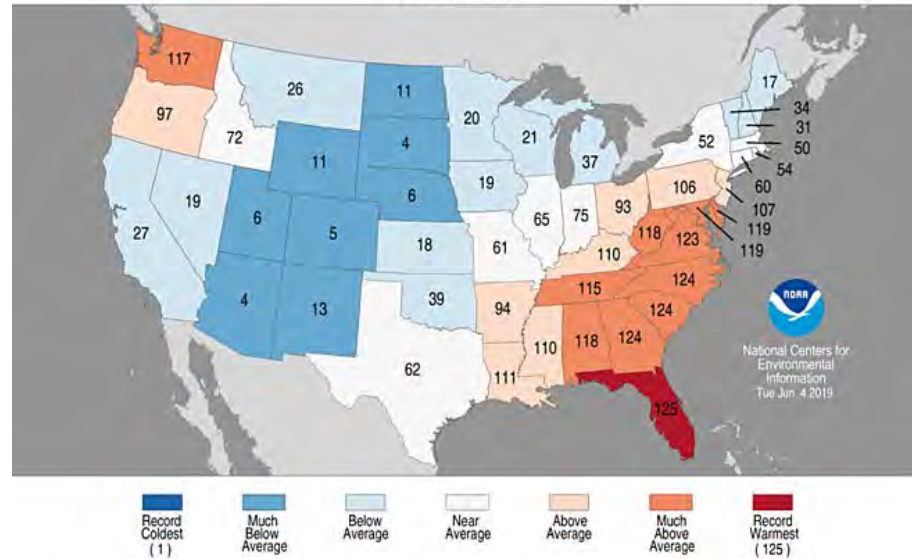 117
26
11
17
97
72
20
34
4
21
52
31
11
37
50
19
6
19
54
106
60
27
6
5
65
75
93
107
18
61
118
123
119
110
119
4
13
39
94
115
124
124
62
110
118
124
111
125
NOAA
National Centers for
Environmental
Information
Tue Jun 4 2019
Record
Coldest
( 1 )
Much
Below
Average
Below
Average
Near
Average
Above
Average
Much
Above
Average
Record
Warmest
( 125 )